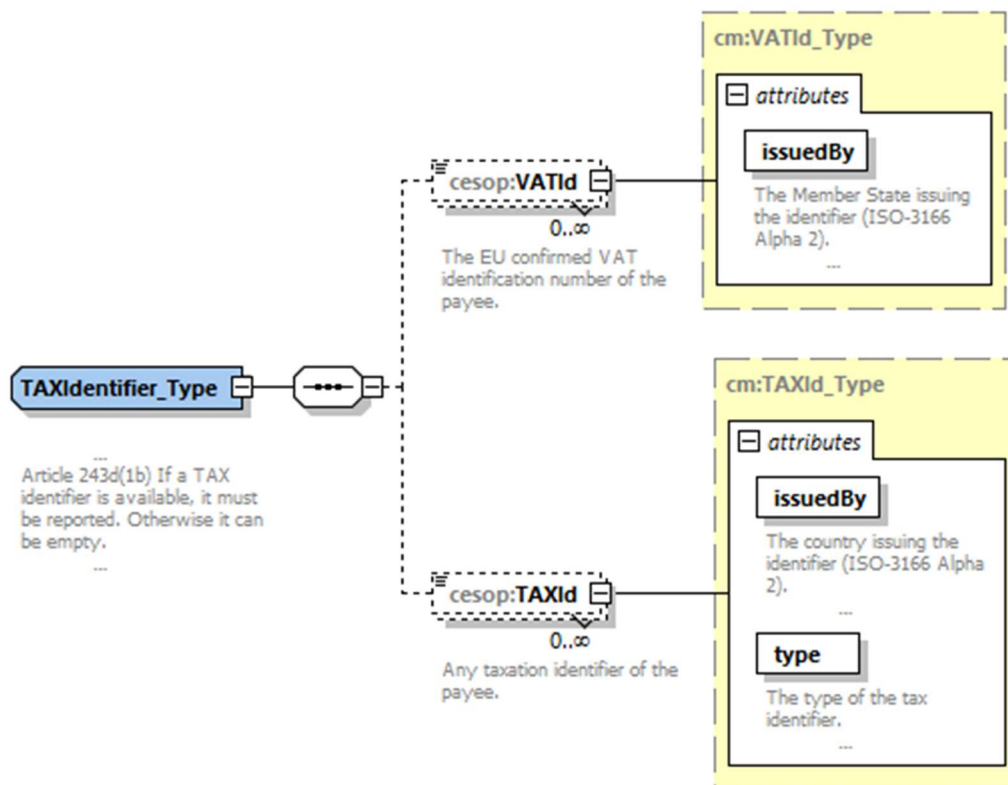 cm:VATId_Type
attributes
issuedBy
The Member State issuing
the identifier (ISO-3166
Alpha 2).
...
cesop:VATId
0..∞
The EU confirmed VAT
identification number of the
payee.
TAXIdentifier_Type
...
Article 243d(1b) If a TAX
identifier is available, it must
be reported. Otherwise it can
be empty.
...
cm:TAXId_Type
attributes
issuedBy
The country issuing the
identifier (ISO-3166 Alpha
2).
...
type
The type of the tax
identifier.
...
cesop:TAXId
0..∞
Any taxation identifier of the
payee.